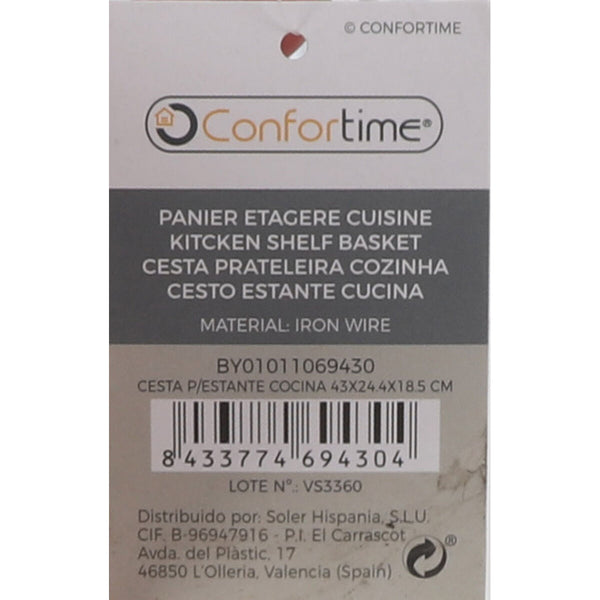 © CONFORTIME
Confortime®
PANIER ETAGERE CUISINE
KITCKEN SHELF BASKET
CESTA PRATELEIRA COZINHA
CESTO ESTANTE CUCINA
MATERIAL: IRON WIRE
BY01011069430
CESTA P/ESTANTE COCINA 43X24.4X18.5 CM
8 433774 694304
LOTE Nº.: VS3360
Distribuido por: Soler Hispania, S.L.U.
CIF. B-96947916 - P.I. El Carrascot
Avda. del Plàstic, 17
46850 L'Olleria, Valencia (Spain)
®